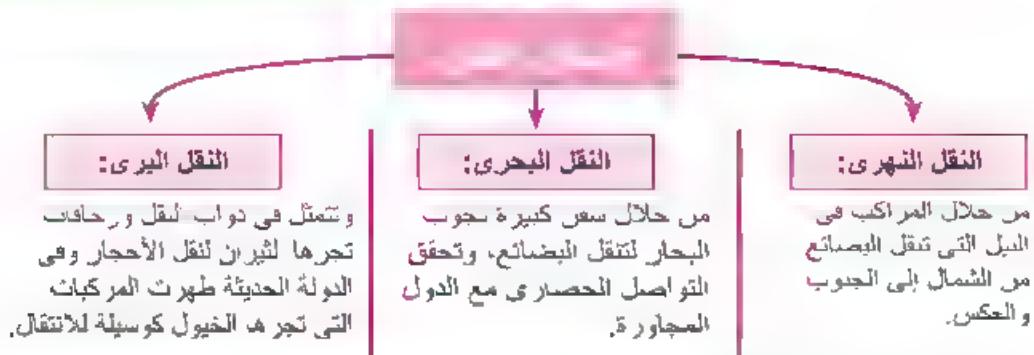 النقل النهرى:
من خلال المراكب فى
النيل التى تنقل البضائع
من الشمال إلى الجنوب
والعكس.
النقل البحرى:
من خلال سفن كبيرة تجوب
البحار لتنقل البضائع، وتحقق
التواصل الحضارى مع الدول
المجاورة.
النقل البرى:
وتتمثل فى دواب النقل وزحافات
تجرها الثيران لنقل الأحجار وفى
الدولة الحديثة ظهرت المركبات
التى تجرها الخيول كوسيلة للانتقال.